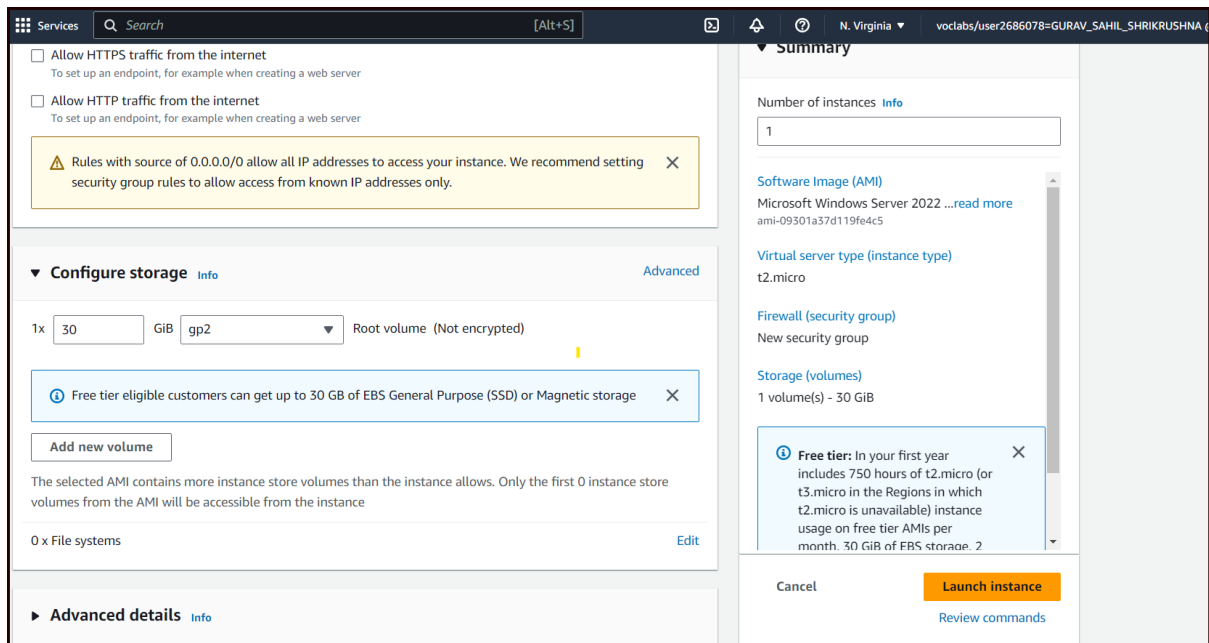 Services
Search
[Alt+S]
N. Virginia
voclabs/user2686078=GURAV_SAHIL_SHRIKRUSHNA @
Allow HTTPS traffic from the internet
To set up an endpoint, for example when creating a web server
Allow HTTP traffic from the internet
To set up an endpoint, for example when creating a web server
Rules with source of 0.0.0.0/0 allow all IP addresses to access your instance. We recommend setting
security group rules to allow access from known IP addresses only.
Configure storage Info
Advanced
1x 30 GiB gp2 Root volume (Not encrypted)
Free tier eligible customers can get up to 30 GB of EBS General Purpose (SSD) or Magnetic storage
Add new volume
The selected AMI contains more instance store volumes than the instance allows. Only the first 0 instance store
volumes from the AMI will be accessible from the instance
0 x File systems
Edit
Advanced details Info
Summary
Number of instances Info
1
Software Image (AMI)
Microsoft Windows Server 2022 ...read more
ami-09301a37d119fe4c5
Virtual server type (instance type)
t2.micro
Firewall (security group)
New security group
Storage (volumes)
1 volume(s) - 30 GiB
Free tier: In your first year
includes 750 hours of t2.micro (or
t3.micro in the Regions in which
t2.micro is unavailable) instance
usage on free tier AMIs per
month, 30 GiB of EBS storage, 2
Cancel
Launch instance
Review commands